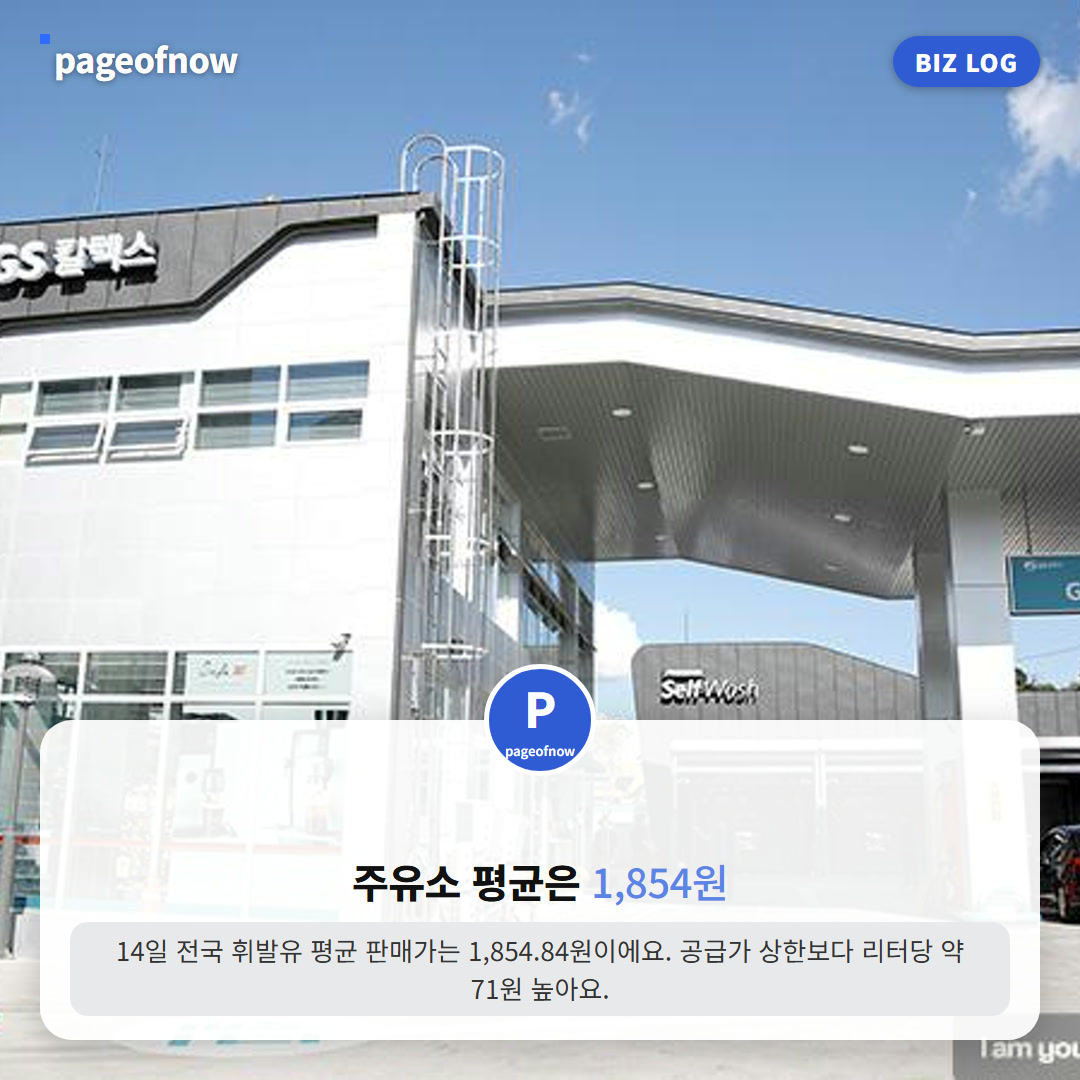 pageofnow
BIZ LOG
GS 칼텍스
SelfWash
P
pageofnow
주유소 평균은 1,854원
14일 전국 휘발유 평균 판매가는 1,854.84원이에요. 공급가 상한보다 리터당 약
71원 높아요.
I am you